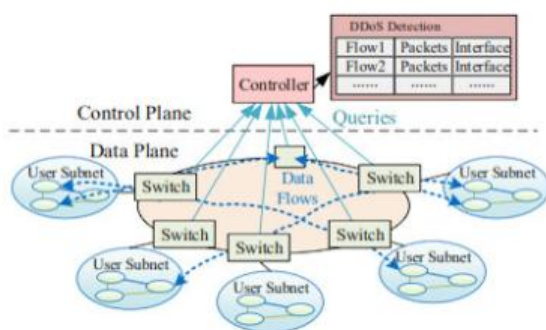 DDoS Detection
Flow1 Packets Interface
Flow2 Packets Interface
...... ...... ......
Controller
Control Plane
Queries
Data Plane
User Subnet
Switch
Data
Flows
Switch
User Subnet
Switch
Switch
Switch
User Subnet
User Subnet
User Subnet